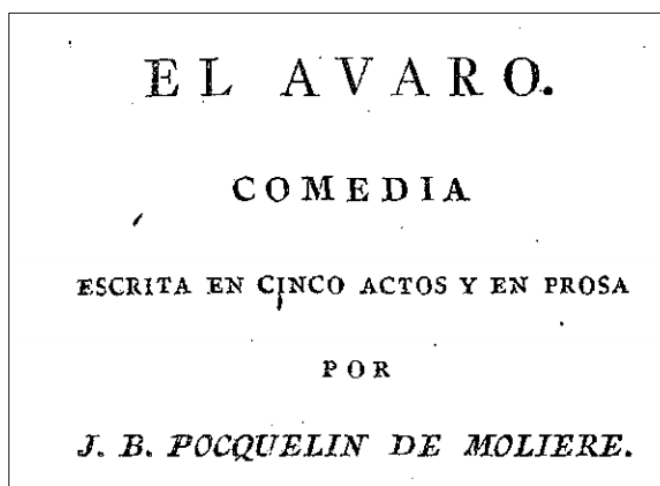 EL AVARO.
COMEDIA
ESCRITA EN CINCO ACTOS Y EN PROSA
POR
J. B. POCQUELIN DE MOLIERE.